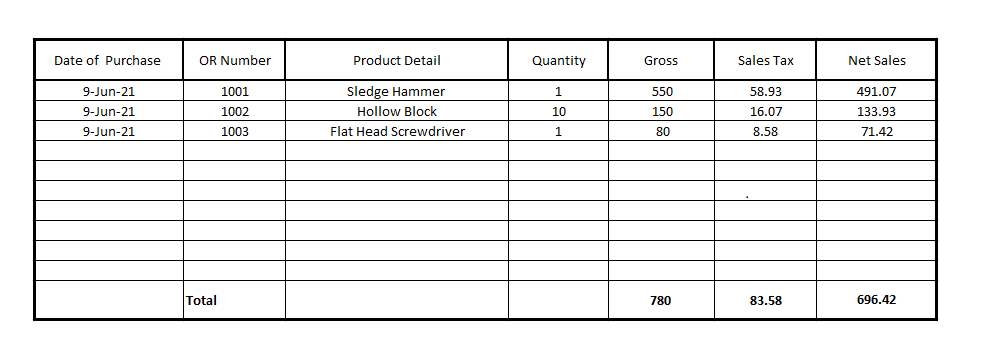 Date of Purchase OR Number Product Detail Quantity Gross Sales Tax Net Sales
9-Jun-21 1001 Sledge Hammer 1 550 58.93 491.07
9-Jun-21 1002 Hollow Block 10 150 16.07 133.93
9-Jun-21 1003 Flat Head Screwdriver 1 80 8.58 71.42
Total 780 83.58 696.42